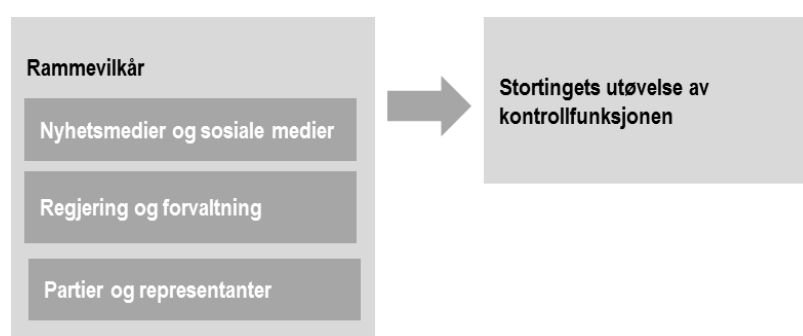 Rammevilkår
Nyhetsmedier og sosiale medier
Regjering og forvaltning
Partier og representanter
Stortingets utøvelse av
kontrollfunksjonen